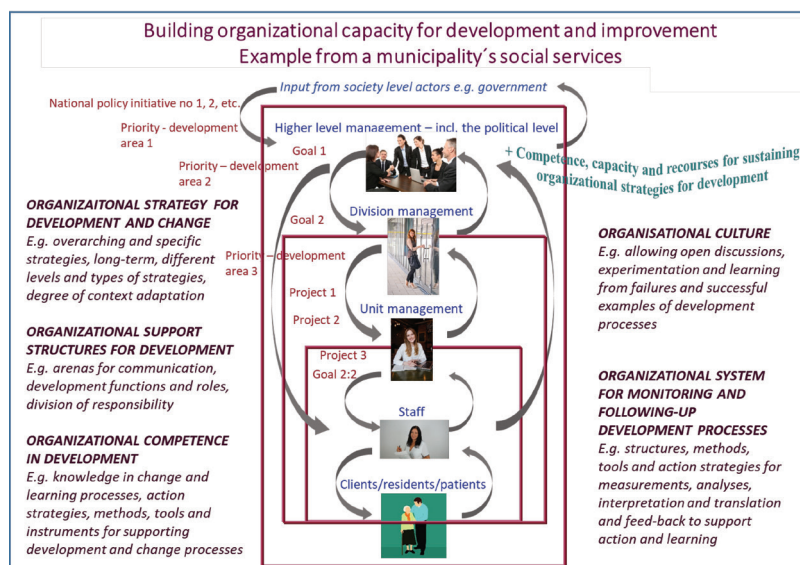 Building organizational capacity for development and improvement
Example from a municipality´s social services
Input from society level actors e.g. government
National policy initiative no 1, 2, etc.
Priority - development
area 1
Higher level management – incl. the political level
Goal 1
Priority – development
area 2
+ Competence, capacity and recourses for sustaining
organizational strategies for development
ORGANIZAITONAL STRATEGY FOR
DEVELOPMENT AND CHANGE
E.g. overarching and specific
strategies, long-term, different
levels and types of strategies,
degree of context adaptation
Division management
Goal 2
Priority – development
area 3
Project 1
Unit management
Project 2
ORGANIZATIONAL SUPPORT
STRUCTURES FOR DEVELOPMENT
E.g. arenas for communication,
development functions and roles,
division of responsibility
Project 3
Goal 2:2
Staff
ORGANIZATIONAL COMPETENCE
IN DEVELOPMENT
E.g. knowledge in change and
learning processes, action
strategies, methods, tools and
instruments for supporting
development and change processes
Clients/residents/patients
ORGANISATIONAL CULTURE
E.g. allowing open discussions,
experimentation and learning
from failures and successful
examples of development
processes
ORGANIZATIONAL SYSTEM
FOR MONITORING AND
FOLLOWING-UP
DEVELOPMENT PROCESSES
E.g. structures, methods,
tools and action strategies for
measurements, analyses,
interpretation and translation
and feed-back to support
action and learning